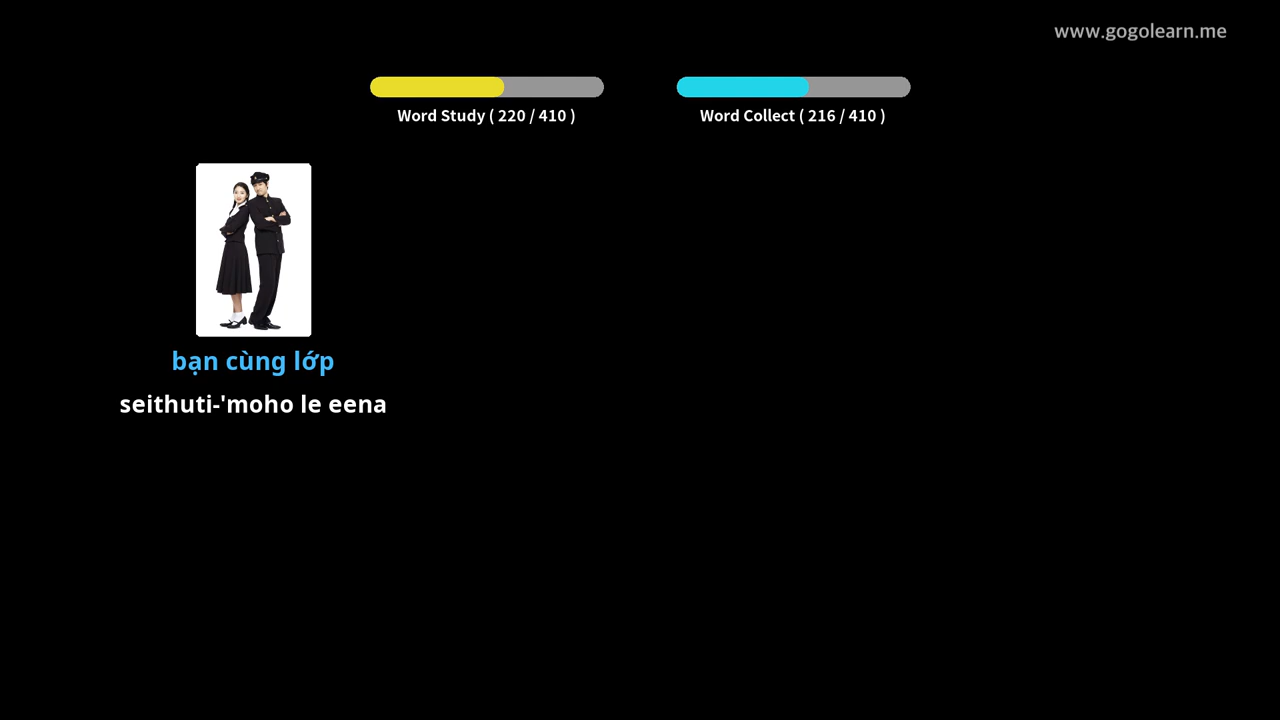 www.gogolearn.me
Word Study ( 220 / 410 )
Word Collect ( 216 / 410 )
bạn cùng lớp
seithuti-'moho le eena